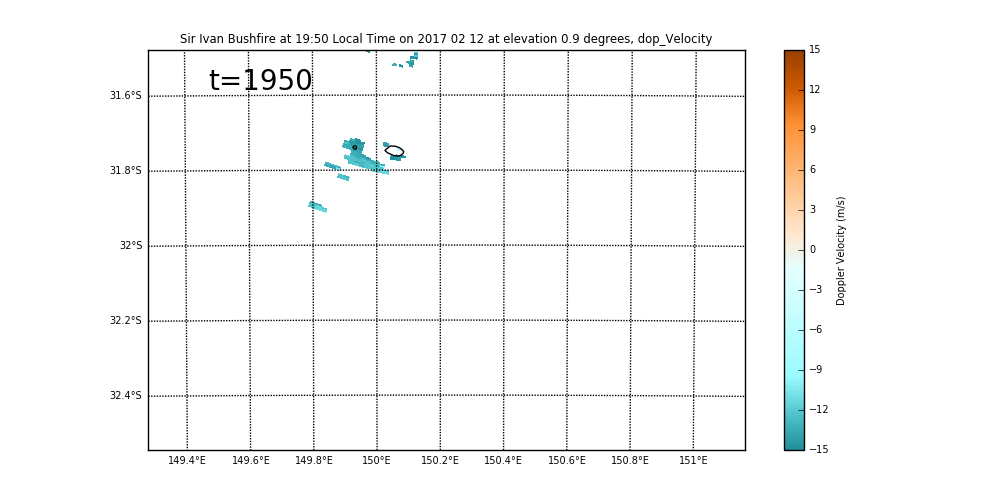 Sir Ivan Bushfire at 19:50 Local Time on 2017 02 12 at elevation 0.9 degrees, dop_Velocity
t=1950
31.6°S
31.8°S
32°S
32.2°S
32.4°S
149.4°E 149.6°E 149.8°E 150°E 150.2°E 150.4°E 150.6°E 150.8°E 151°E
15
12
9
6
3
0
−3
−6
−9
−12
−15
Doppler Velocity (m/s)